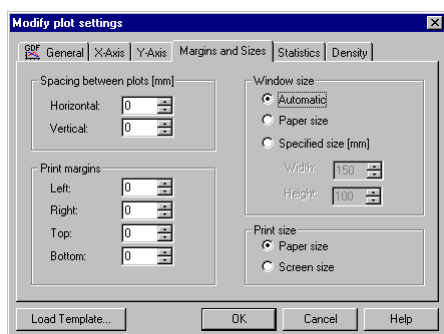 Modify plot settings
GDF General X-Axis Y-Axis Margins and Sizes Statistics Density
Spacing between plots [mm]
Horizontal: 0
Vertical: 0
Print margins
Left: 0
Right: 0
Top: 0
Bottom: 0
Window size
Automatic
Paper size
Specified size [mm]
Width: 150
Height: 100
Print size
Paper size
Screen size
Load Template... OK Cancel Help